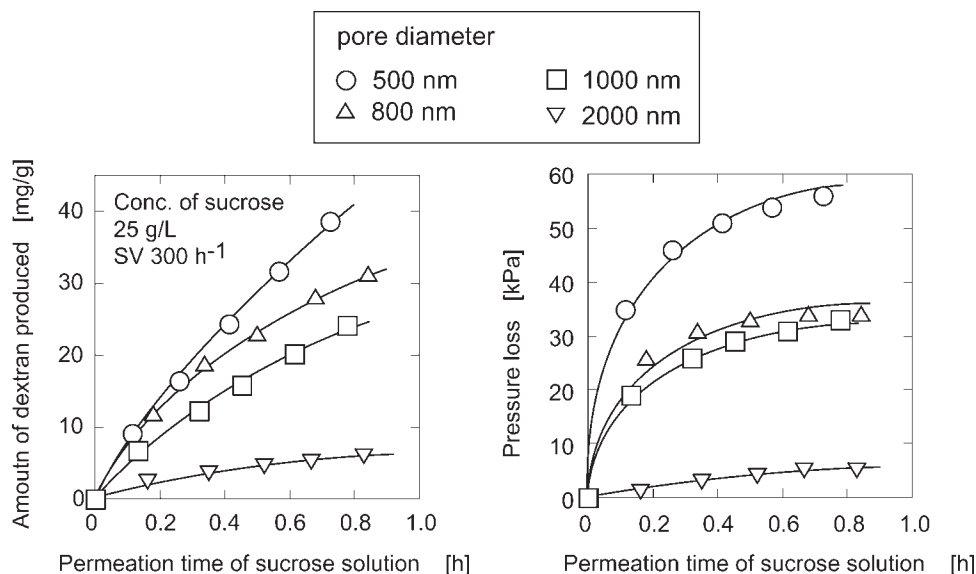 pore diameter
500 nm
1000 nm
800 nm
2000 nm
Amoutn of dextran produced [mg/g]
40
30
20
10
0
Conc. of sucrose
25 g/L
SV 300 h⁻¹
0 0.2 0.4 0.6 0.8 1.0
Permeation time of sucrose solution [h]
Pressure loss [kPa]
60
50
40
30
20
10
0
0 0.2 0.4 0.6 0.8 1.0
Permeation time of sucrose solution [h]